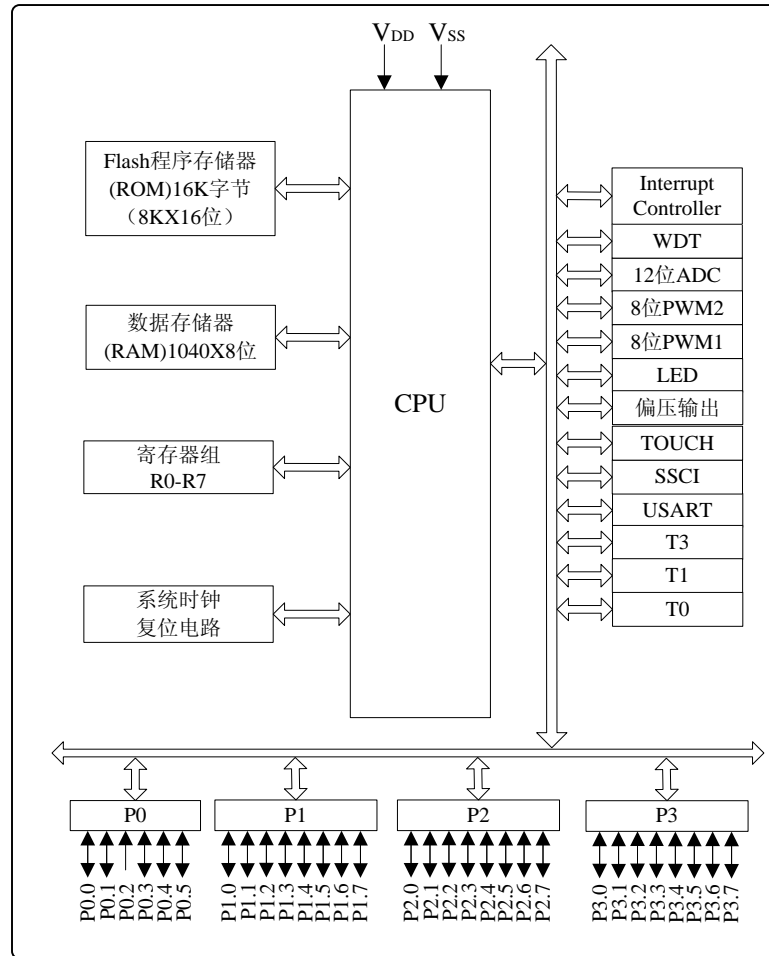 VDD
VSS
Flash程序存储器
(ROM)16K字节
（8KX16位）
数据存储器
(RAM)1040X8位
寄存器组
R0-R7
系统时钟
复位电路
CPU
Interrupt
Controller
WDT
12位ADC
8位PWM2
8位PWM1
LED
偏压输出
TOUCH
SSCI
USART
T3
T1
T0
P0
P1
P2
P3
P0.0
P0.1
P0.2
P0.3
P0.4
P0.5
P1.0
P1.1
P1.2
P1.3
P1.4
P1.5
P1.6
P1.7
P2.0
P2.1
P2.2
P2.3
P2.4
P2.5
P2.6
P2.7
P3.0
P3.1
P3.2
P3.3
P3.4
P3.5
P3.6
P3.7